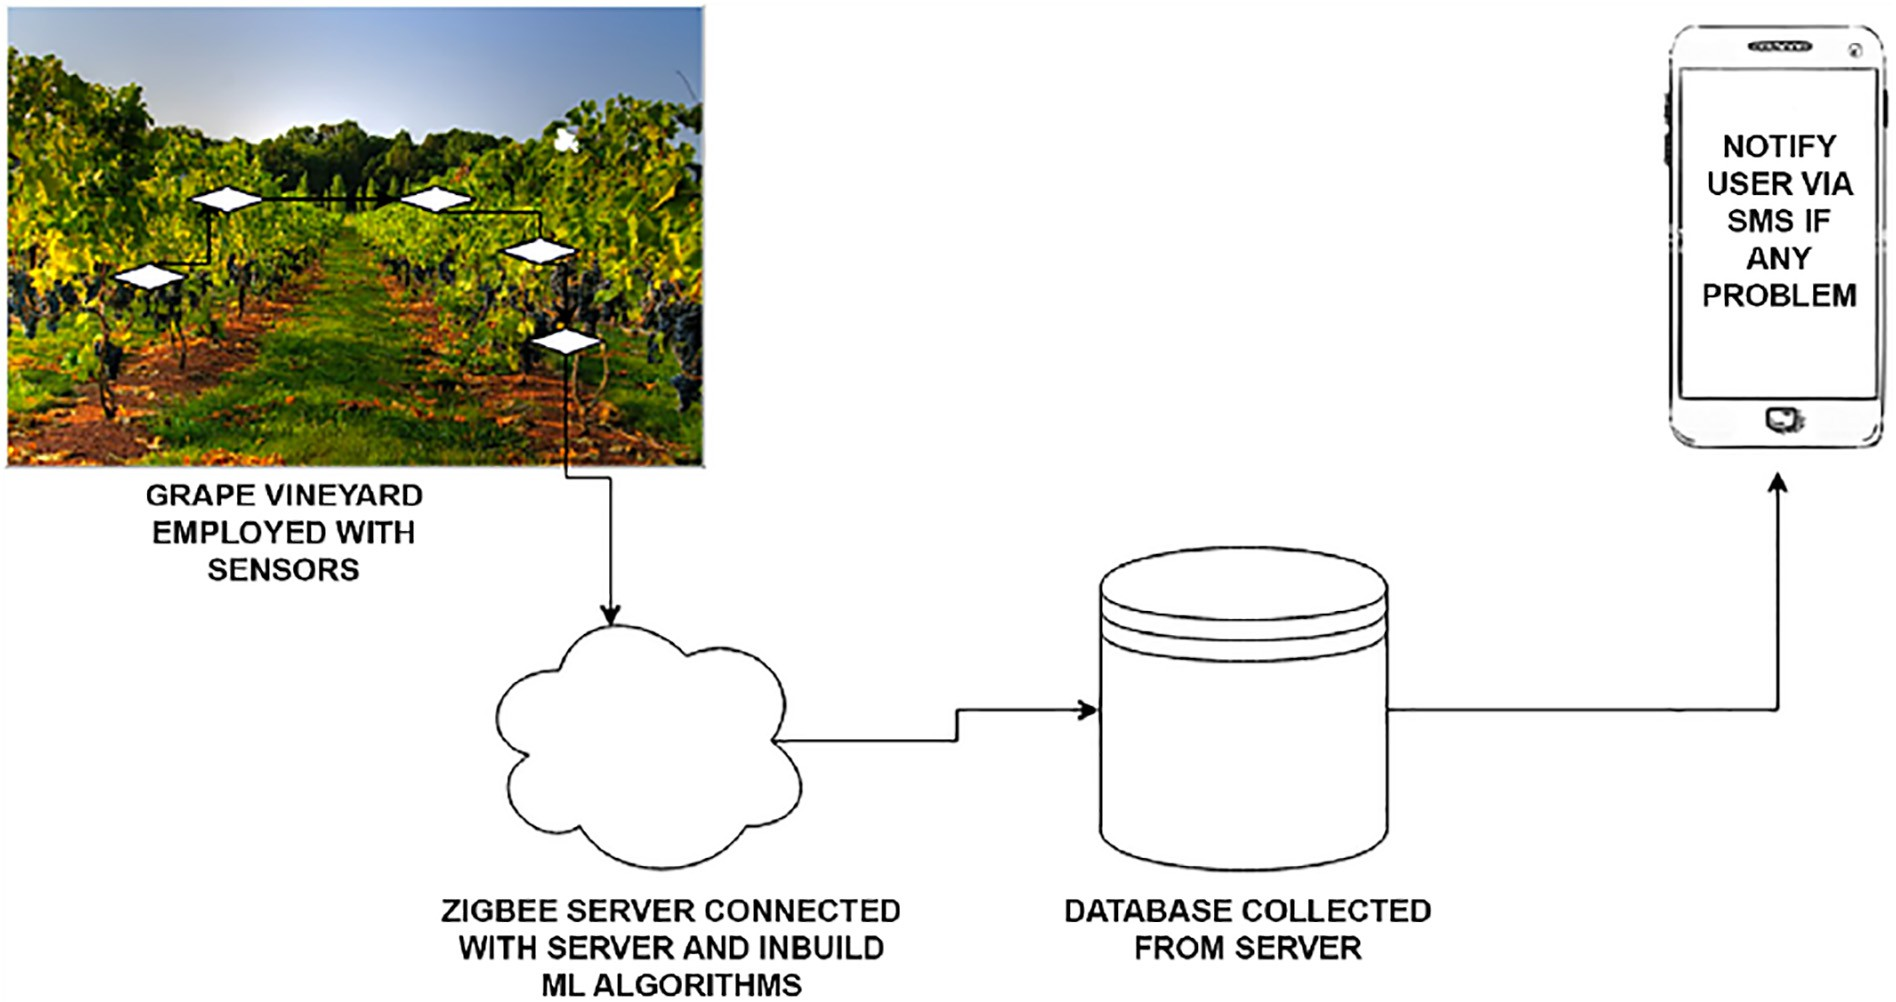 NOTIFY
USER VIA
SMS IF
ANY
PROBLEM
GRAPE VINEYARD
EMPLOYED WITH
SENSORS
ZIGBEE SERVER CONNECTED
WITH SERVER AND INBUILD
ML ALGORITHMS
DATABASE COLLECTED
FROM SERVER